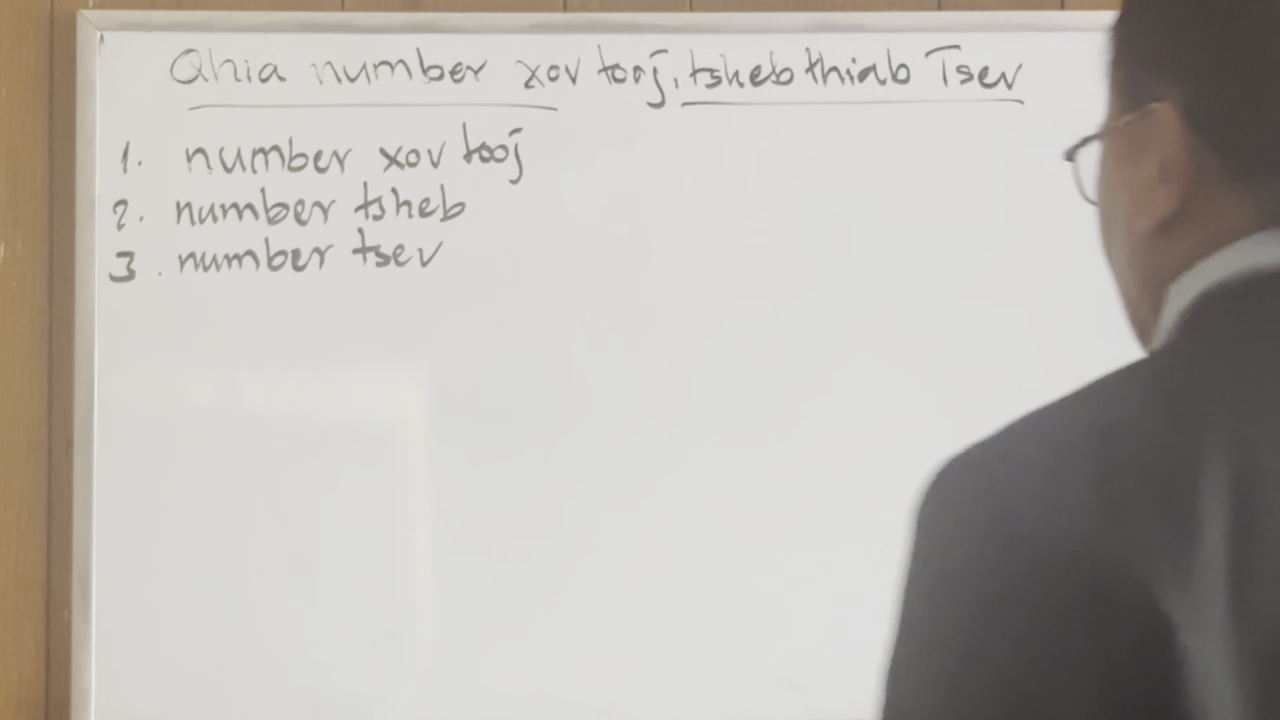 Qhia number xov tooj, tsheb thiab Tsev
1. number xov tooj
2. number tsheb
3. number tsev